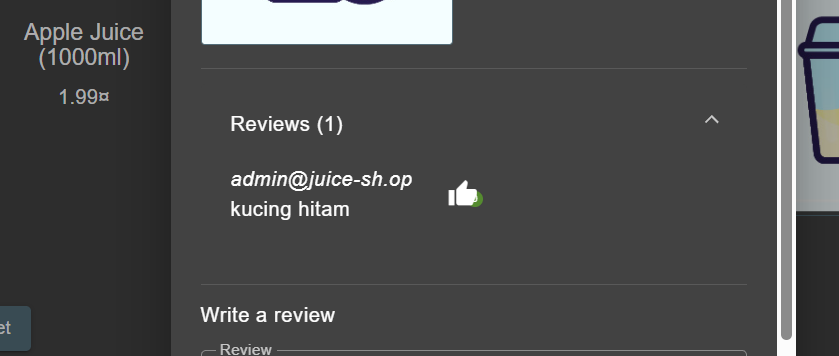 Apple Juice
(1000ml)
1.99¤
Reviews (1)
admin@juice-sh.op
kucing hitam
Write a review
Review
et